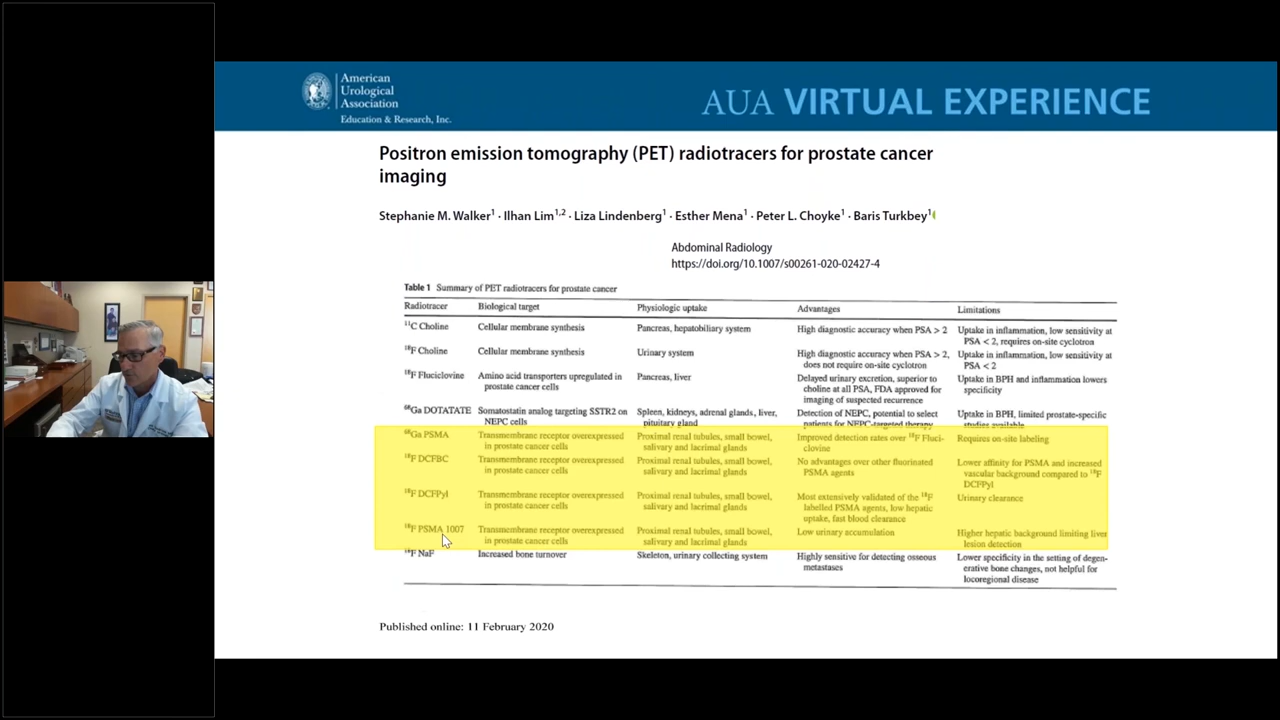 American
Urological
Association
Education & Research, Inc.
AUA VIRTUAL EXPERIENCE
Positron emission tomography (PET) radiotracers for prostate cancer
imaging
Stephanie M. Walker¹ · Ilhan Lim¹,² · Liza Lindenberg¹ · Esther Mena¹ · Peter L. Choyke¹ · Baris Turkbey¹
Abdominal Radiology
https://doi.org/10.1007/s00261-020-02427-4
Table 1 Summary of PET radiotracers for prostate cancer
Radiotracer Biological target Physiologic uptake Advantages Limitations
¹¹C Choline Cellular membrane synthesis Pancreas, hepatobiliary system High diagnostic accuracy when PSA > 2 Uptake in inflammation, low sensitivity at
PSA < 2, requires on-site cyclotron
¹⁸F Choline Cellular membrane synthesis Urinary system High diagnostic accuracy when PSA > 2, Uptake in inflammation, low sensitivity at
does not require on-site cyclotron PSA < 2
¹⁸F Fluciclovine Amino acid transporters upregulated in Pancreas, liver Delayed urinary excretion, superior to Uptake in BPH and inflammation lowers
prostate cancer cells choline at all PSA, FDA approved for specificity
imaging of suspected recurrence
⁶⁸Ga DOTATATE Somatostatin analog targeting SSTR2 on Spleen, kidneys, adrenal glands, liver, Detection of NEPC, potential to select Uptake in BPH, limited prostate-specific
NEPC cells pituitary gland patients for NEPC-targeted therapy studies available
⁶⁸Ga PSMA Transmembrane receptor overexpressed Proximal renal tubules, small bowel, Improved detection rates over ¹⁸F Fluci- Requires on-site labeling
in prostate cancer cells salivary and lacrimal glands clovine
¹⁸F DCFBC Transmembrane receptor overexpressed Proximal renal tubules, small bowel, No advantages over other fluorinated Lower affinity for PSMA and increased
in prostate cancer cells salivary and lacrimal glands PSMA agents vascular background compared to ¹⁸F
DCFPyl
¹⁸F DCFPyl Transmembrane receptor overexpressed Proximal renal tubules, small bowel, Most extensively validated of the ¹⁸F Urinary clearance
in prostate cancer cells salivary and lacrimal glands labelled PSMA agents, low hepatic
uptake, fast blood clearance
¹⁸F PSMA 1007 Transmembrane receptor overexpressed Proximal renal tubules, small bowel, Low urinary accumulation Higher hepatic background limiting liver
in prostate cancer cells salivary and lacrimal glands lesion detection
¹⁸F NaF Increased bone turnover Skeleton, urinary collecting system Highly sensitive for detecting osseous Lower specificity in the setting of degen-
metastases erative bone changes, not helpful for
locoregional disease
Published online: 11 February 2020